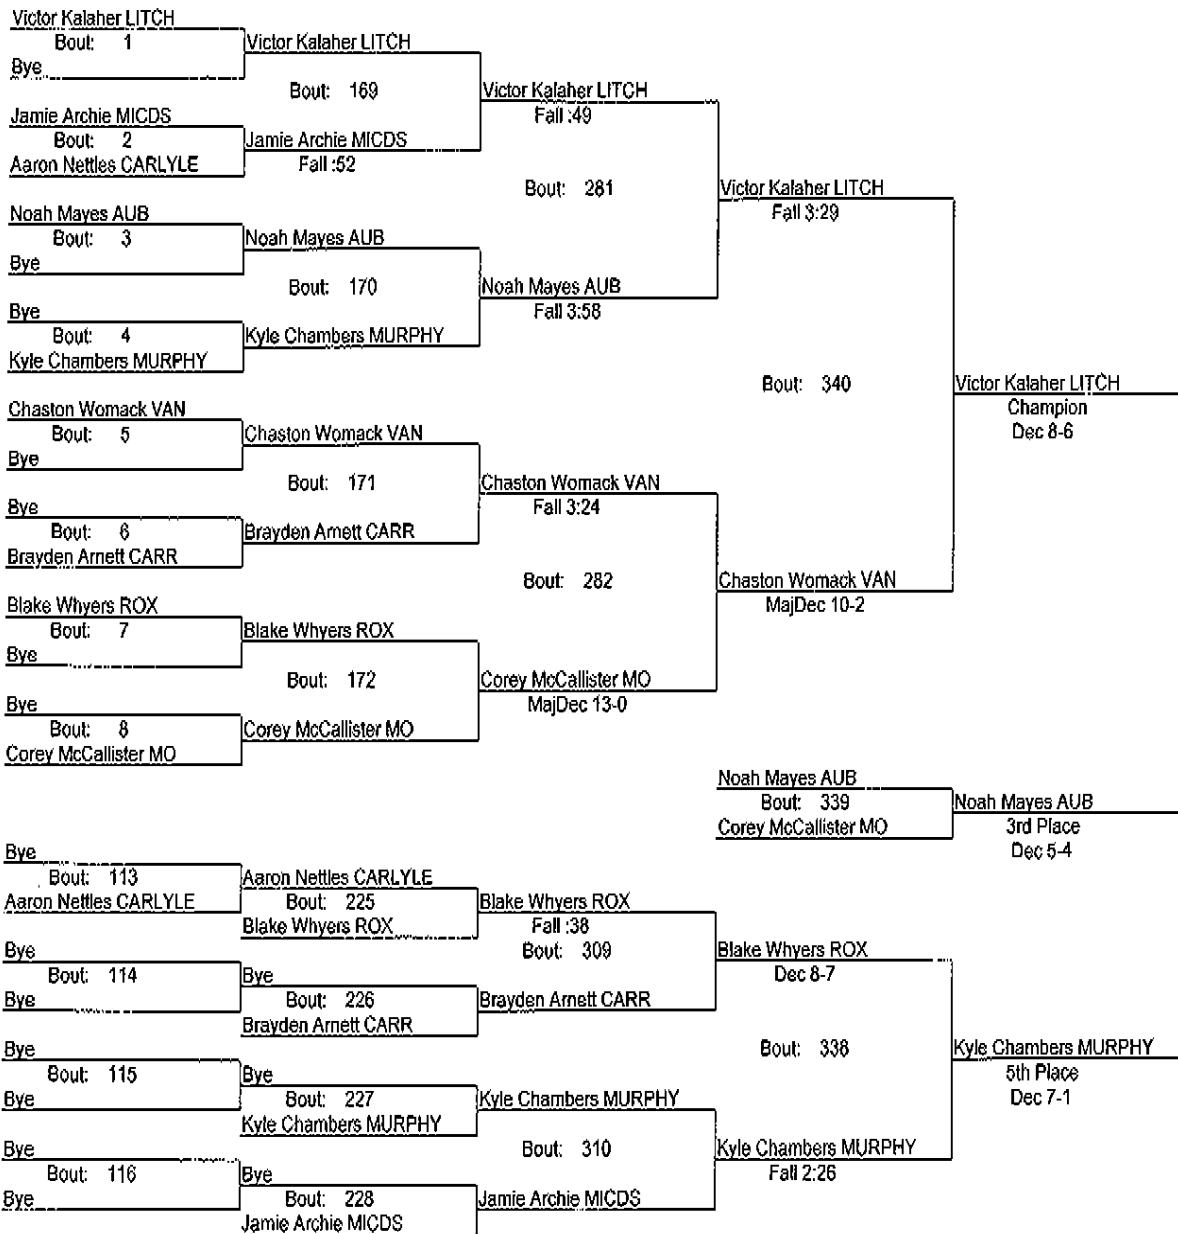 Victor Kalaher LITCH
Bout: 1
Bye
Victor Kalaher LITCH
Bout: 169
Jamie Archie MICDS
Bout: 2
Aaron Nettles CARLYLE
Jamie Archie MICDS
Fall :52
Victor Kalaher LITCH
Fall :49
Bout: 281
Noah Mayes AUB
Bout: 3
Bye
Noah Mayes AUB
Bout: 170
Bye
Bout: 4
Kyle Chambers MURPHY
Kyle Chambers MURPHY
Noah Mayes AUB
Fall 3:58
Victor Kalaher LITCH
Fall 3:29
Bout: 340
Chaston Womack VAN
Bout: 5
Bye
Chaston Womack VAN
Bout: 171
Bye
Bout: 6
Brayden Arnett CARR
Brayden Arnett CARR
Chaston Womack VAN
Fall 3:24
Bout: 282
Blake Whyers ROX
Bout: 7
Bye
Blake Whyers ROX
Bout: 172
Bye
Bout: 8
Corey McCallister MO
Corey McCallister MO
Corey McCallister MO
MajDec 13-0
Chaston Womack VAN
MajDec 10-2
Victor Kalaher LITCH
Champion
Dec 8-6
Noah Mayes AUB
Bout: 339
Corey McCallister MO
Noah Mayes AUB
3rd Place
Dec 5-4
Bye
Bout: 113
Aaron Nettles CARLYLE
Aaron Nettles CARLYLE
Bout: 225
Blake Whyers ROX
Blake Whyers ROX
Fall :38
Bout: 309
Bye
Bout: 114
Bye
Bye
Bout: 226
Brayden Arnett CARR
Brayden Arnett CARR
Blake Whyers ROX
Dec 8-7
Bout: 338
Bye
Bout: 115
Bye
Bye
Bout: 227
Kyle Chambers MURPHY
Kyle Chambers MURPHY
Bout: 310
Bye
Bout: 116
Bye
Bye
Bout: 228
Jamie Archie MICDS
Jamie Archie MICDS
Kyle Chambers MURPHY
Fall 2:26
Kyle Chambers MURPHY
5th Place
Dec 7-1